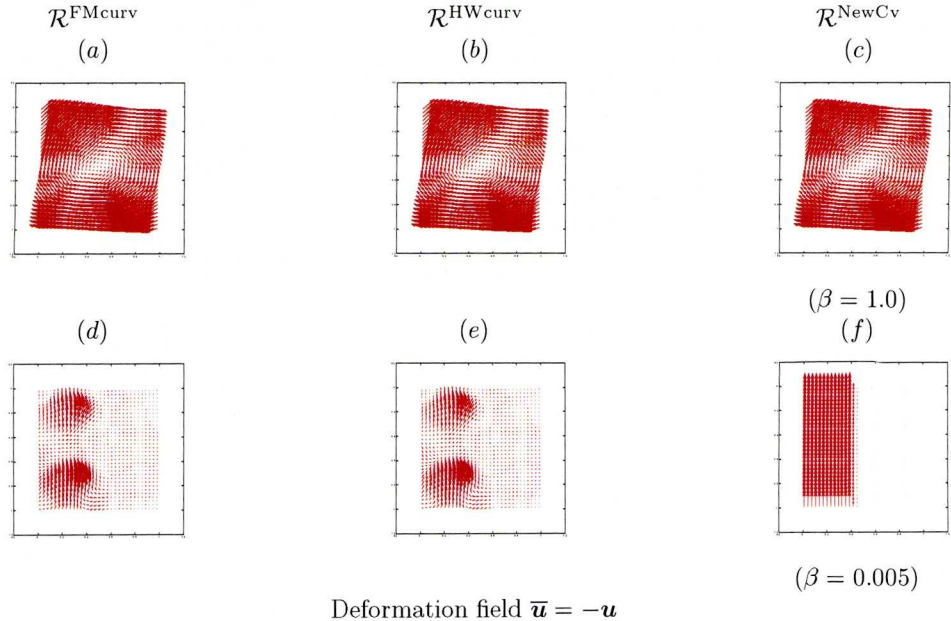 𝓡^FMcurv 𝓡^HWcurv 𝓡^NewCv
(a) (b) (c)
(β = 1.0)
(d) (e) (f)
(β = 0.005)
Deformation field ū = −u